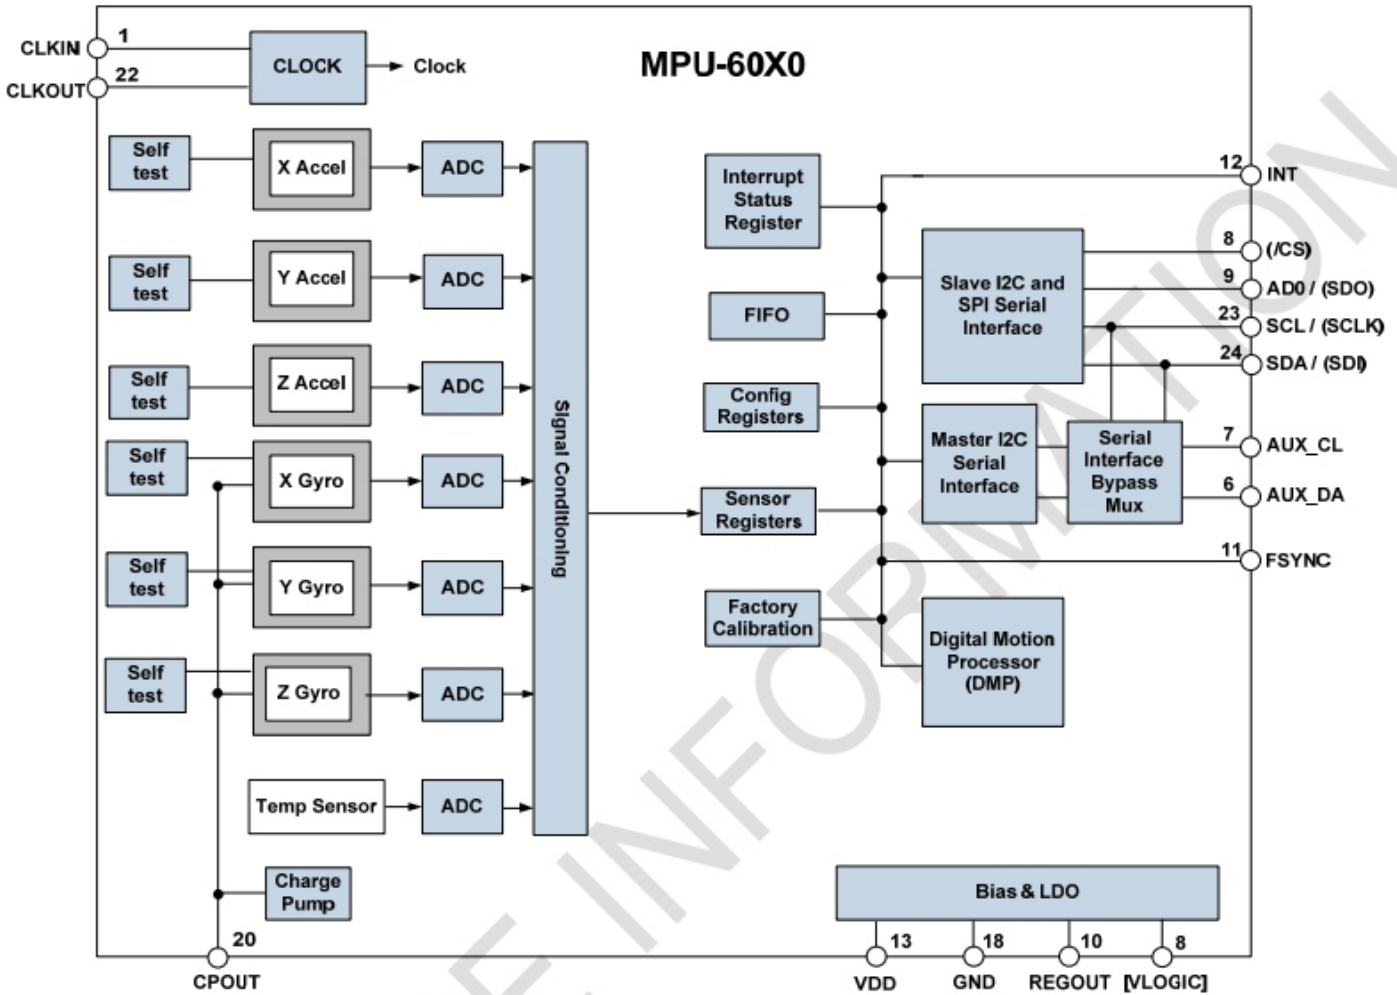 MPU-60X0
CLKIN
1
22
CLKOUT
CLOCK
Clock
Self
test
X Accel
ADC
Self
test
Y Accel
ADC
Self
test
Z Accel
ADC
Self
test
X Gyro
ADC
Self
test
Y Gyro
ADC
Self
test
Z Gyro
ADC
Temp Sensor
ADC
Charge
Pump
20
CPOUT
Signal Conditioning
Interrupt
Status
Register
FIFO
Config
Registers
Sensor
Registers
Factory
Calibration
Slave I2C and
SPI Serial
Interface
Master I2C
Serial
Interface
Serial
Interface
Bypass
Mux
Digital Motion
Processor
(DMP)
12
INT
8
(/CS)
9
AD0 / (SDO)
23
SCL / (SCLK)
24
SDA / (SDI)
7
AUX_CL
6
AUX_DA
11
FSYNC
Bias & LDO
13
18
10
8
VDD
GND
REGOUT
[VLOGIC]
E INFORMATION